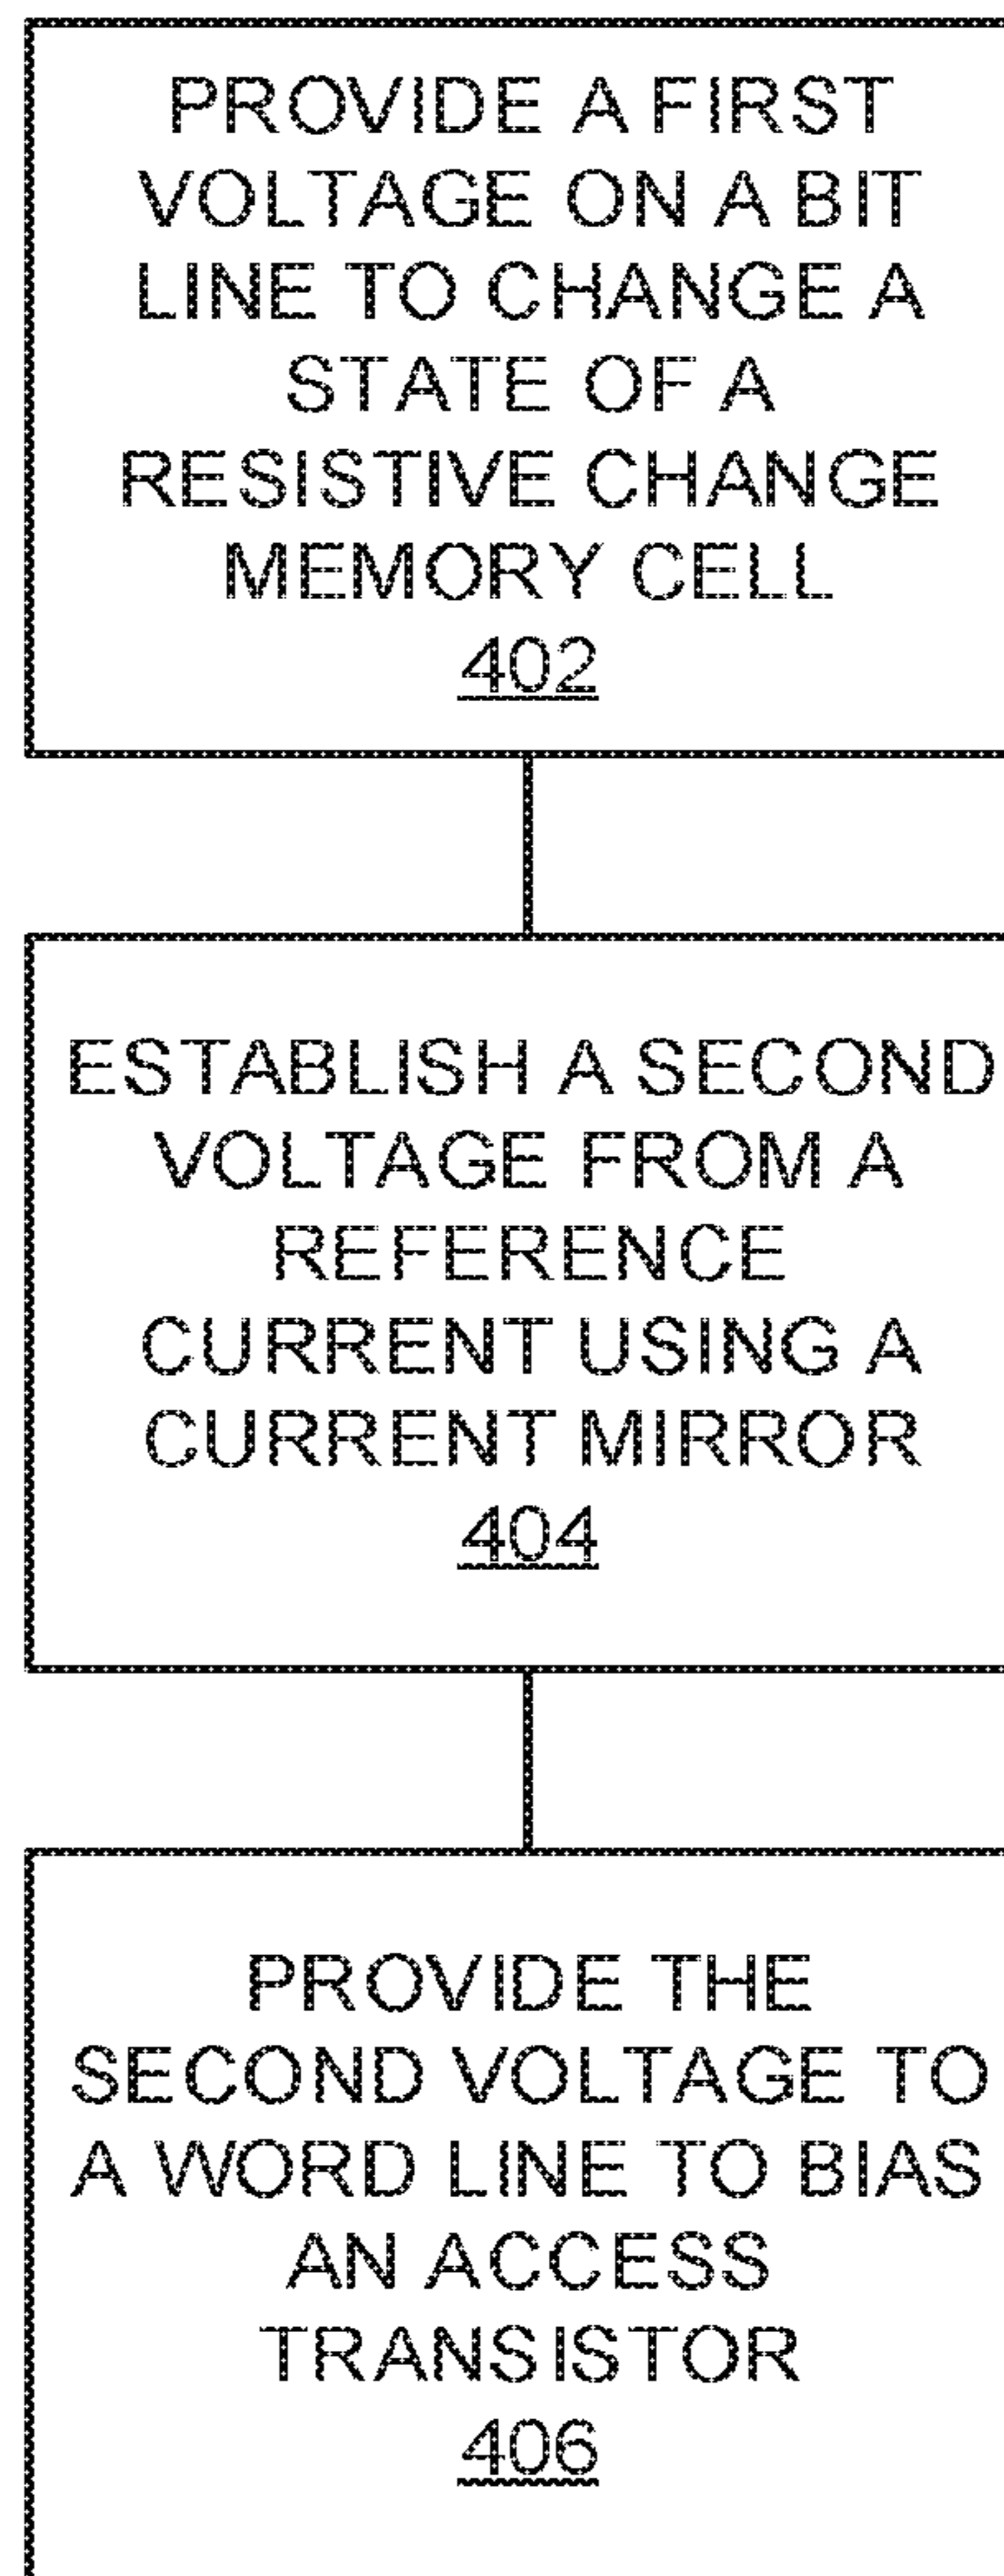 PROVIDE A FIRST
VOLTAGE ON A BIT
LINE TO CHANGE A
STATE OF A
RESISTIVE CHANGE
MEMORY CELL
402
ESTABLISH A SECOND
VOLTAGE FROM A
REFERENCE
CURRENT USING A
CURRENT MIRROR
404
PROVIDE THE
SECOND VOLTAGE TO
A WORD LINE TO BIAS
AN ACCESS
TRANSISTOR
406